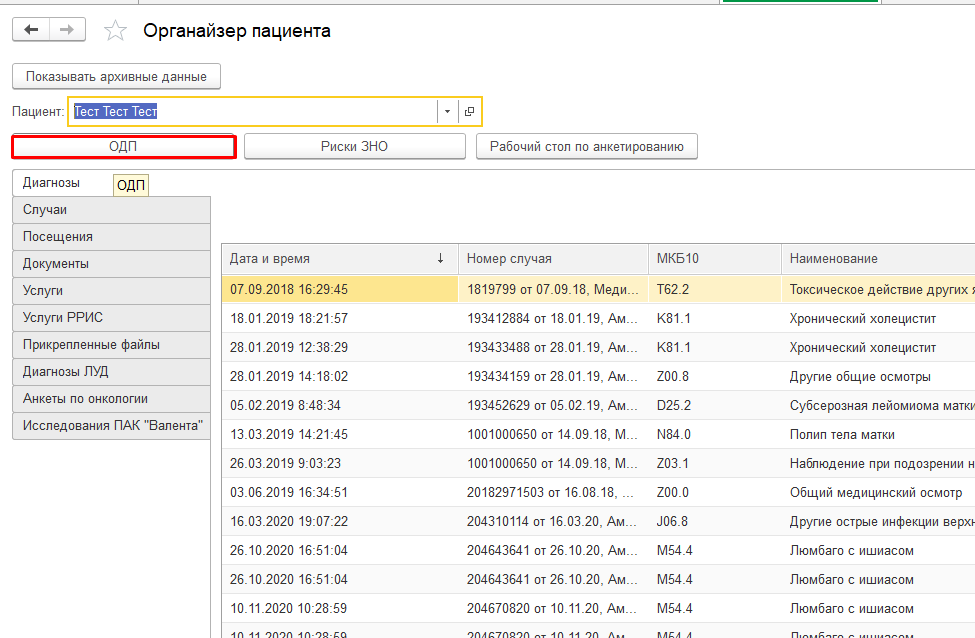 Органайзер пациента
Показывать архивные данные
Пациент: Тест Тест Тест
ОДП Риски ЗНО Рабочий стол по анкетированию
Диагнозы
ОДП
Случаи
Посещения
Документы
Услуги
Услуги РРИС
Прикрепленные файлы
Диагнозы ЛУД
Анкеты по онкологии
Исследования ПАК "Валента"
Дата и время ↓ Номер случая МКБ10 Наименование
07.09.2018 16:29:45 1819799 от 07.09.18, Меди... T62.2 Токсическое действие других я
18.01.2019 18:21:57 193412884 от 18.01.19, Ам... K81.1 Хронический холецистит
28.01.2019 12:38:29 193433488 от 28.01.19, Ам... K81.1 Хронический холецистит
28.01.2019 14:18:02 193434159 от 28.01.19, Ам... Z00.8 Другие общие осмотры
05.02.2019 8:48:34 193452629 от 05.02.19, Ам... D25.2 Субсерозная лейомиома матки
13.03.2019 14:21:45 1001000650 от 14.09.18, М... N84.0 Полип тела матки
26.03.2019 9:03:23 1001000650 от 14.09.18, М... Z03.1 Наблюдение при подозрении н
03.06.2019 16:34:51 20182971503 от 16.08.18, ... Z00.0 Общий медицинский осмотр
16.03.2020 19:07:22 204310114 от 16.03.20, Ам... J06.8 Другие острые инфекции верхн
26.10.2020 16:51:04 204643641 от 26.10.20, Ам... M54.4 Люмбаго с ишиасом
26.10.2020 16:51:04 204643641 от 26.10.20, Ам... M54.4 Люмбаго с ишиасом
10.11.2020 10:28:59 204670820 от 10.11.20, Ам... M54.4 Люмбаго с ишиасом
10.11.2020 10:28:59 204670820 от 10.11.20, Ам... M54.4 Люмбаго с ишиасом